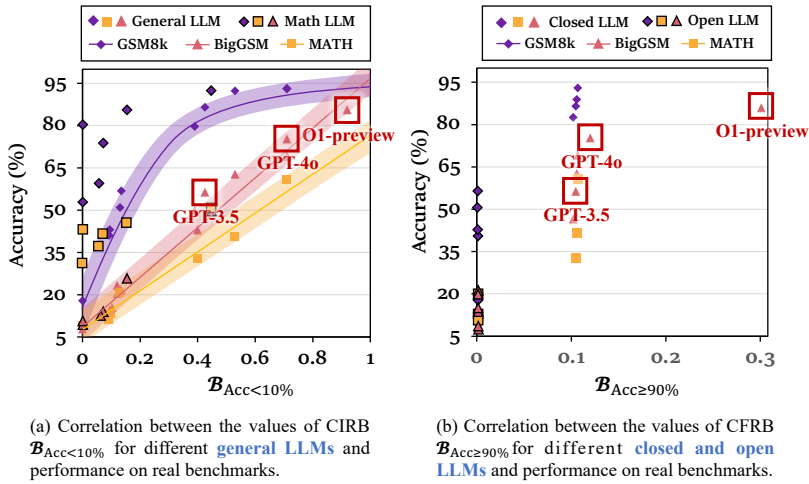 General LLM Math LLM
GSM8k BigGSM MATH
Accuracy (%)
95
80
65
50
35
20
5
O1-preview
GPT-4o
GPT-3.5
0 0.2 0.4 0.6 0.8 1
𝓑Acc<10%
(a) Correlation between the values of CIRB
𝓑Acc<10% for different general LLMs and
performance on real benchmarks.
Closed LLM Open LLM
GSM8k BigGSM MATH
Accuracy (%)
95
80
65
50
35
20
5
O1-preview
GPT-4o
GPT-3.5
0 0.1 0.2 0.3
𝓑Acc≥90%
(b) Correlation between the values of CFRB
𝓑Acc≥90% for different closed and open
LLMs and performance on real benchmarks.